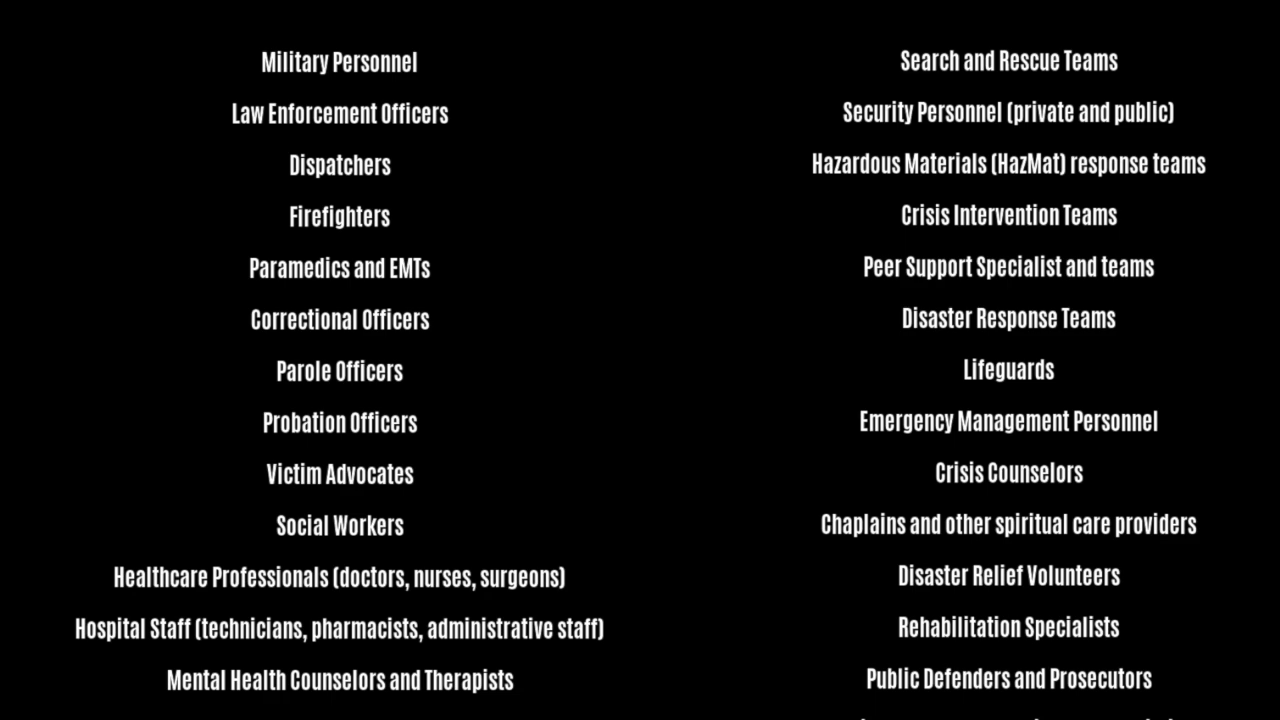 Military Personnel
Law Enforcement Officers
Dispatchers
Firefighters
Paramedics and EMTs
Correctional Officers
Parole Officers
Probation Officers
Victim Advocates
Social Workers
Healthcare Professionals (doctors, nurses, surgeons)
Hospital Staff (technicians, pharmacists, administrative staff)
Mental Health Counselors and Therapists
Search and Rescue Teams
Security Personnel (private and public)
Hazardous Materials (HazMat) response teams
Crisis Intervention Teams
Peer Support Specialist and teams
Disaster Response Teams
Lifeguards
Emergency Management Personnel
Crisis Counselors
Chaplains and other spiritual care providers
Disaster Relief Volunteers
Rehabilitation Specialists
Public Defenders and Prosecutors